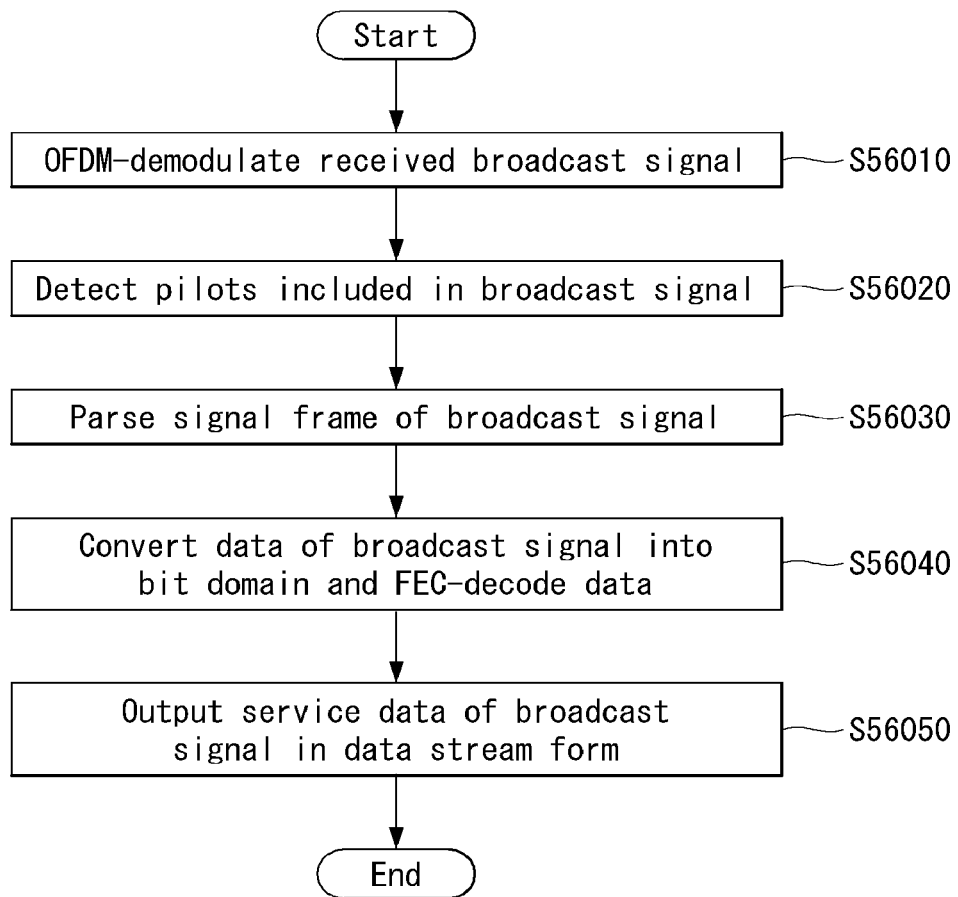 Start
OFDM-demodulate received broadcast signal
S56010
Detect pilots included in broadcast signal
S56020
Parse signal frame of broadcast signal
S56030
Convert data of broadcast signal into
bit domain and FEC-decode data
S56040
Output service data of broadcast
signal in data stream form
S56050
End